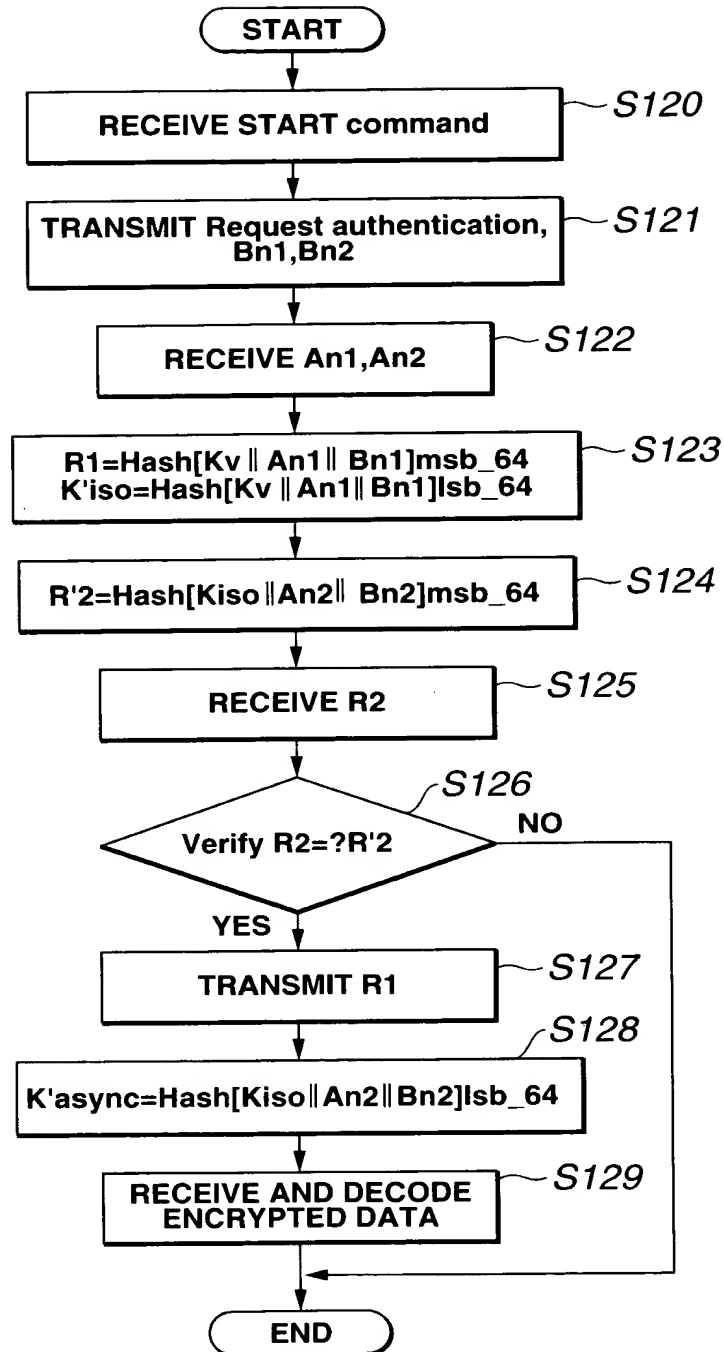 START
RECEIVE START command
S120
TRANSMIT Request authentication,
Bn1,Bn2
S121
RECEIVE An1,An2
S122
R1=Hash[Kv || An1 || Bn1]msb_64
K'iso=Hash[Kv || An1 || Bn1]lsb_64
S123
R'2=Hash[Kiso || An2 || Bn2]msb_64
S124
RECEIVE R2
S125
Verify R2=?R'2
S126
NO
YES
TRANSMIT R1
S127
K'async=Hash[Kiso || An2 || Bn2]lsb_64
S128
RECEIVE AND DECODE
ENCRYPTED DATA
S129
END